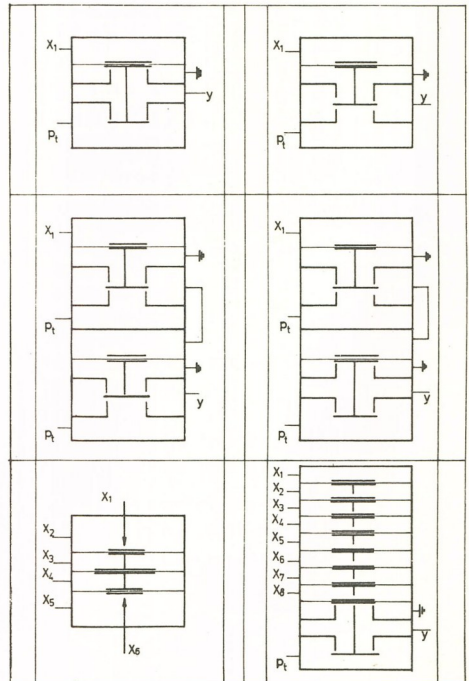 X₁
y
Pₜ
X₁
y
Pₜ
X₁
Pₜ
y
Pₜ
X₁
Pₜ
y
Pₜ
X₁
X₂
X₃
X₄
X₅
X₆
X₁
X₂
X₃
X₄
X₅
X₆
X₇
X₈
y
Pₜ